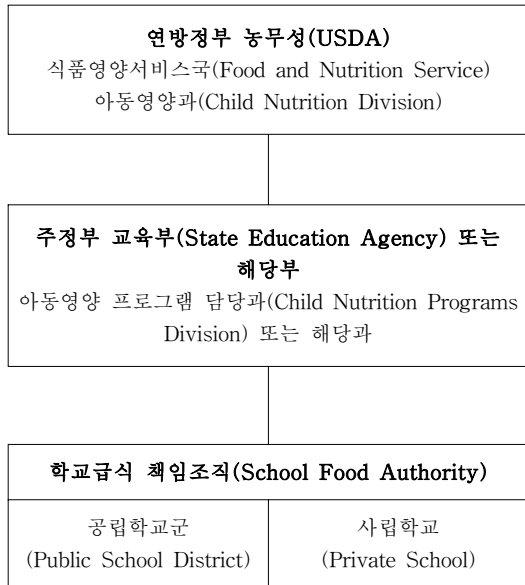 연방정부 농무성(USDA)
식품영양서비스국(Food and Nutrition Service)
아동영양과(Child Nutrition Division)
주정부 교육부(State Education Agency) 또는
해당부
아동영양 프로그램 담당과(Child Nutrition Programs
Division) 또는 해당과
학교급식 책임조직(School Food Authority)
공립학교군
(Public School District)
사립학교
(Private School)